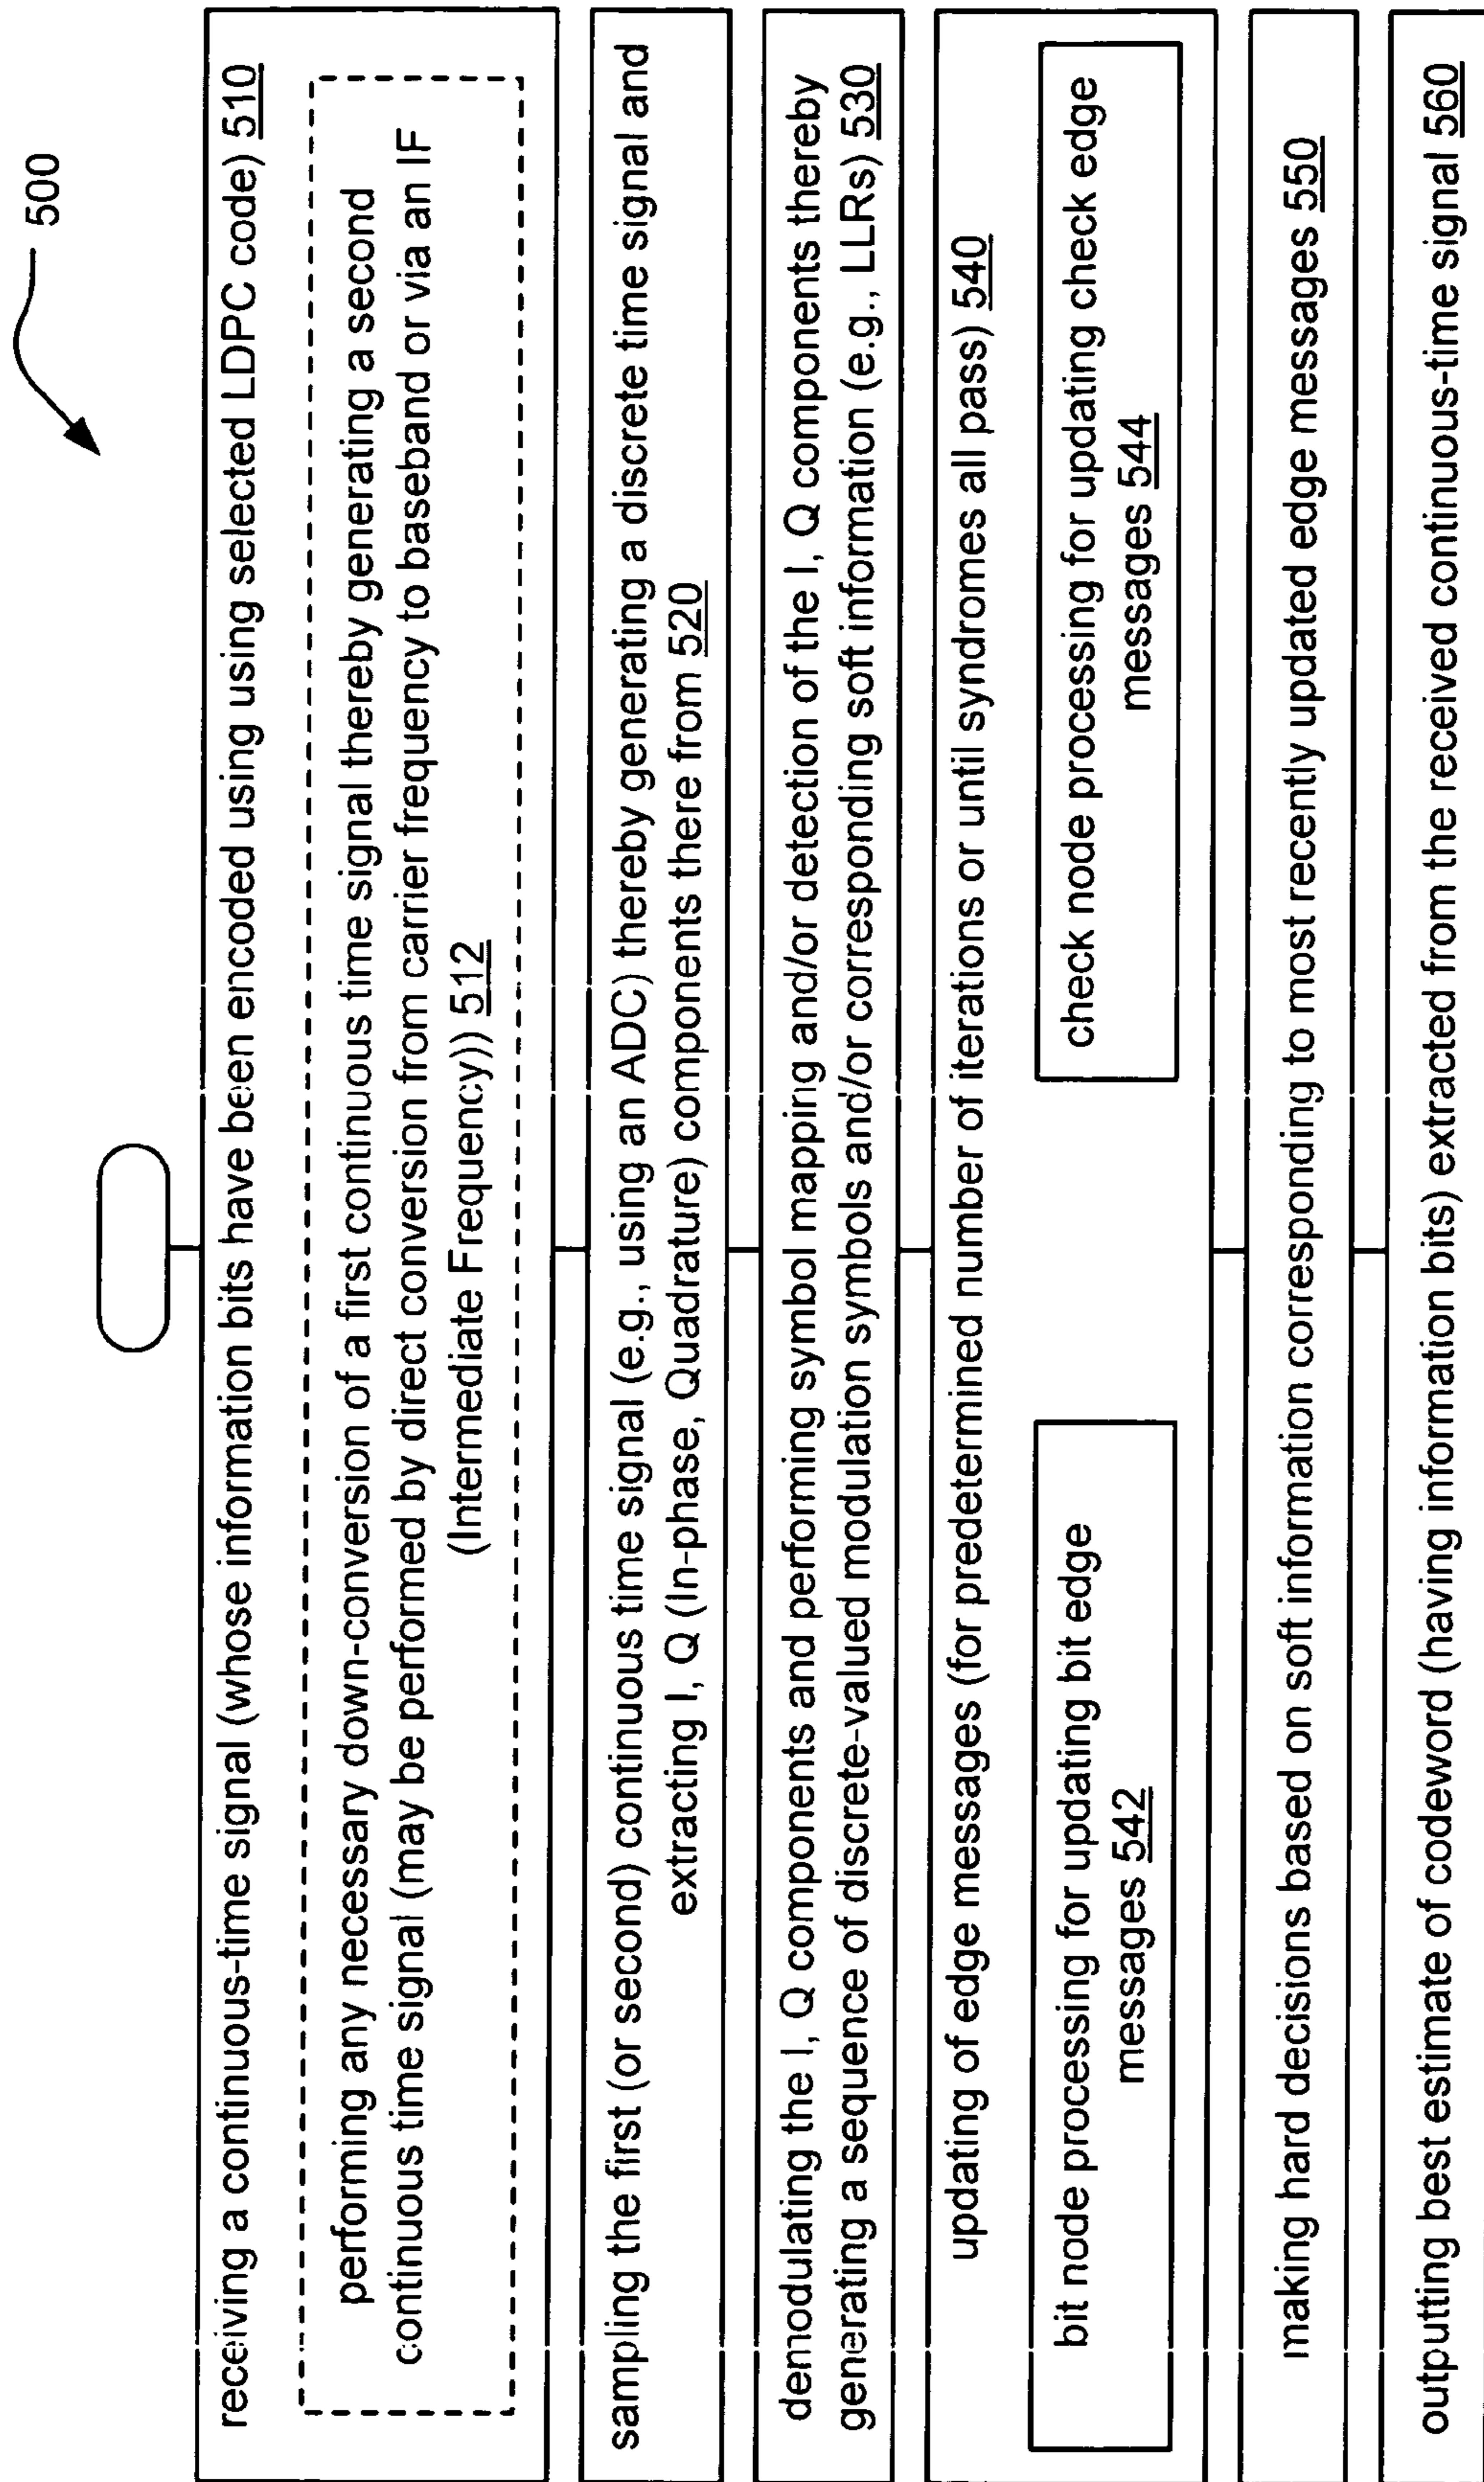 500
receiving a continuous-time signal (whose information bits have been encoded using using selected LDPC code) 510
performing any necessary down-conversion of a first continuous time signal thereby generating a second
continuous time signal (may be performed by direct conversion from carrier frequency to baseband or via an IF
(Intermediate Frequency)) 512
sampling the first (or second) continuous time signal (e.g., using an ADC) thereby generating a discrete time signal and
extracting I, Q (In-phase, Quadrature) components there from 520
demodulating the I, Q components and performing symbol mapping and/or detection of the I, Q components thereby
generating a sequence of discrete-valued modulation symbols and/or corresponding soft information (e.g., LLRs) 530
updating of edge messages (for predetermined number of iterations or until syndromes all pass) 540
bit node processing for updating bit edge
messages 542
check node processing for updating check edge
messages 544
making hard decisions based on soft information corresponding to most recently updated edge messages 550
outputting best estimate of codeword (having information bits) extracted from the received continuous-time signal 560